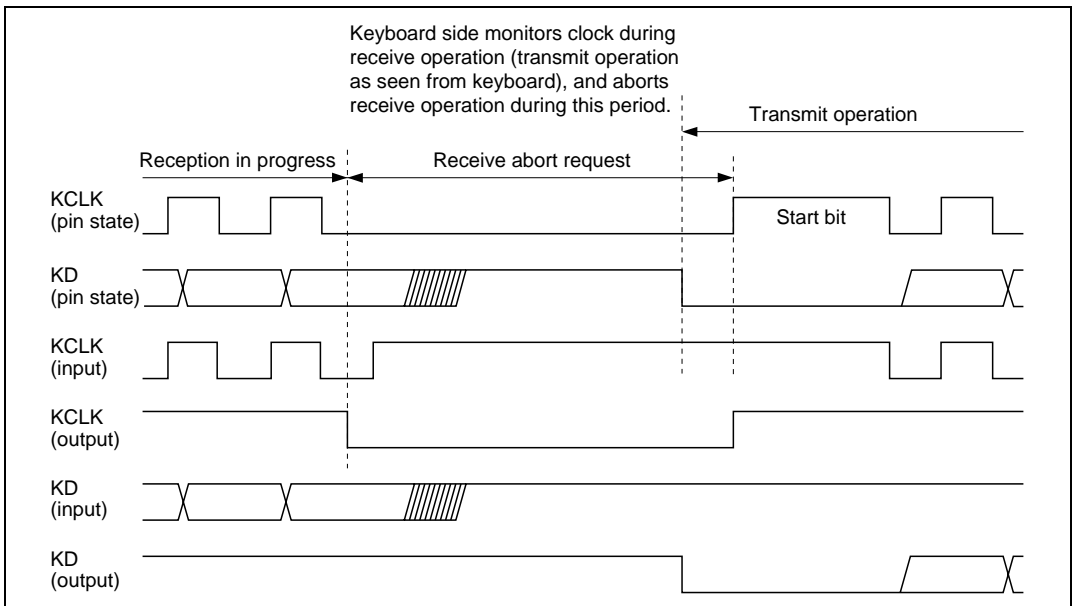 Keyboard side monitors clock during
receive operation (transmit operation
as seen from keyboard), and aborts
receive operation during this period.
Transmit operation
Reception in progress
Receive abort request
KCLK
(pin state)
Start bit
KD
(pin state)
KCLK
(input)
KCLK
(output)
KD
(input)
KD
(output)